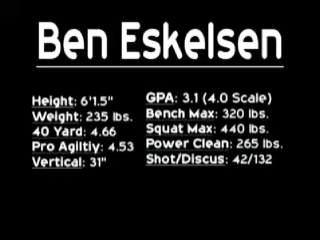 Ben Eskelsen
Height: 6'1.5"
Weight: 235 lbs.
40 Yard: 4.66
Pro Agiltiy: 4.53
Vertical: 31"
GPA: 3.1 (4.0 Scale)
Bench Max: 320 lbs.
Squat Max: 440 lbs.
Power Clean: 265 lbs.
Shot/Discus: 42/132